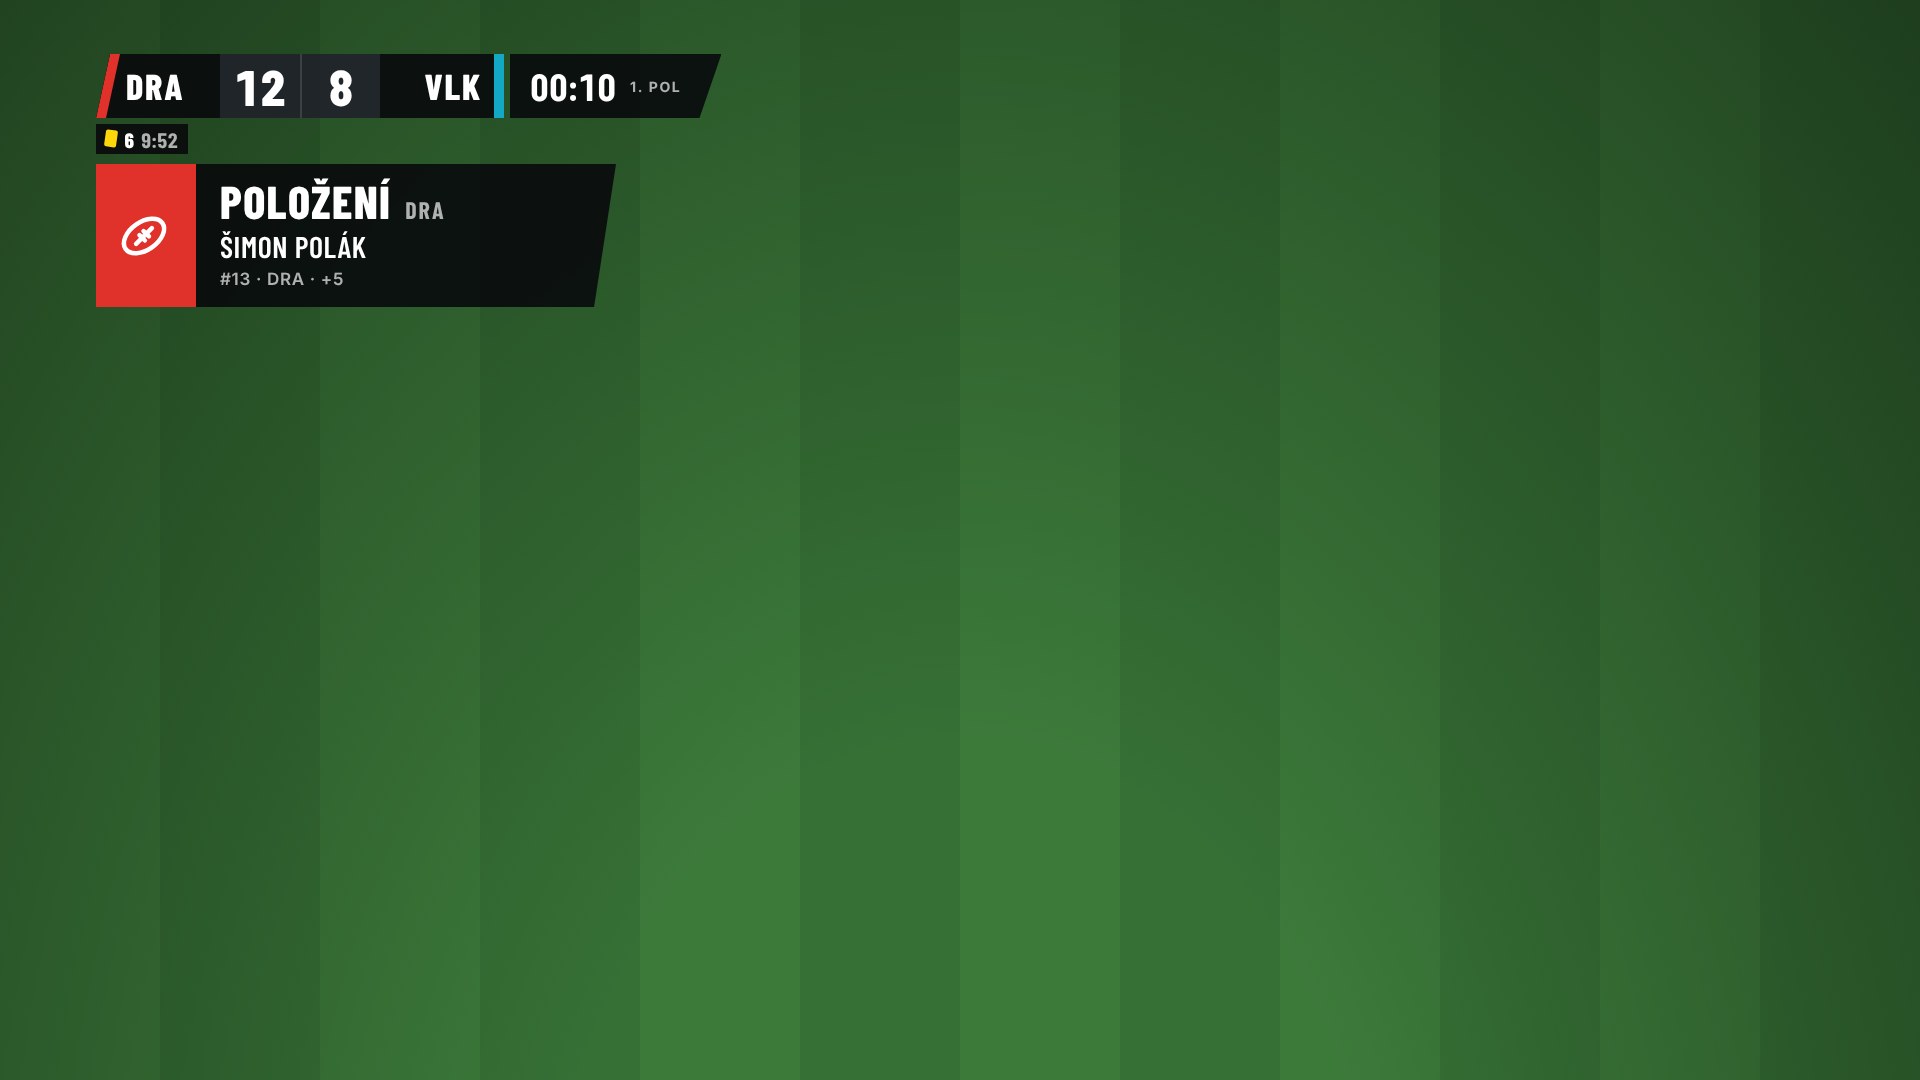 DRA 12 8 VLK 00:10 1. POL
6 9:52
POLOŽENÍ DRA
ŠIMON POLÁK
#13 · DRA · +5